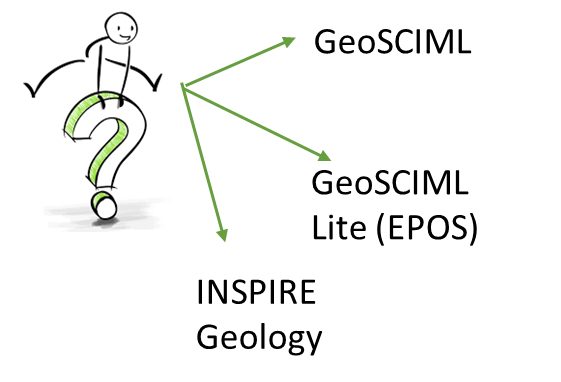 GeoSCIML
GeoSCIML
Lite (EPOS)
INSPIRE
Geology